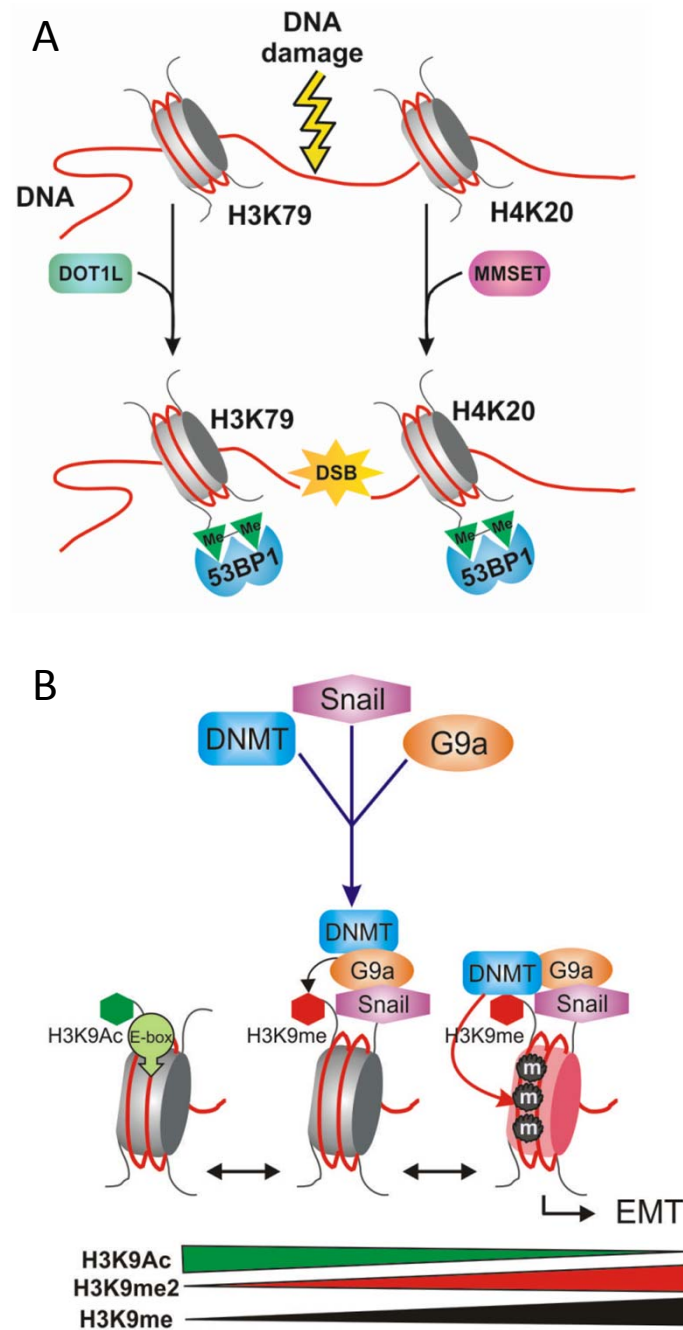 A
DNA
damage
DNA
H3K79
H4K20
DOT1L
MMSET
H3K79
H4K20
DSB
Me
Me
53BP1
Me
Me
53BP1
B
Snail
DNMT
G9a
DNMT
G9a
Snail
H3K9Ac
E-box
H3K9me
DNMT
G9a
Snail
H3K9me
m
m
m
EMT
H3K9Ac
H3K9me2
H3K9me